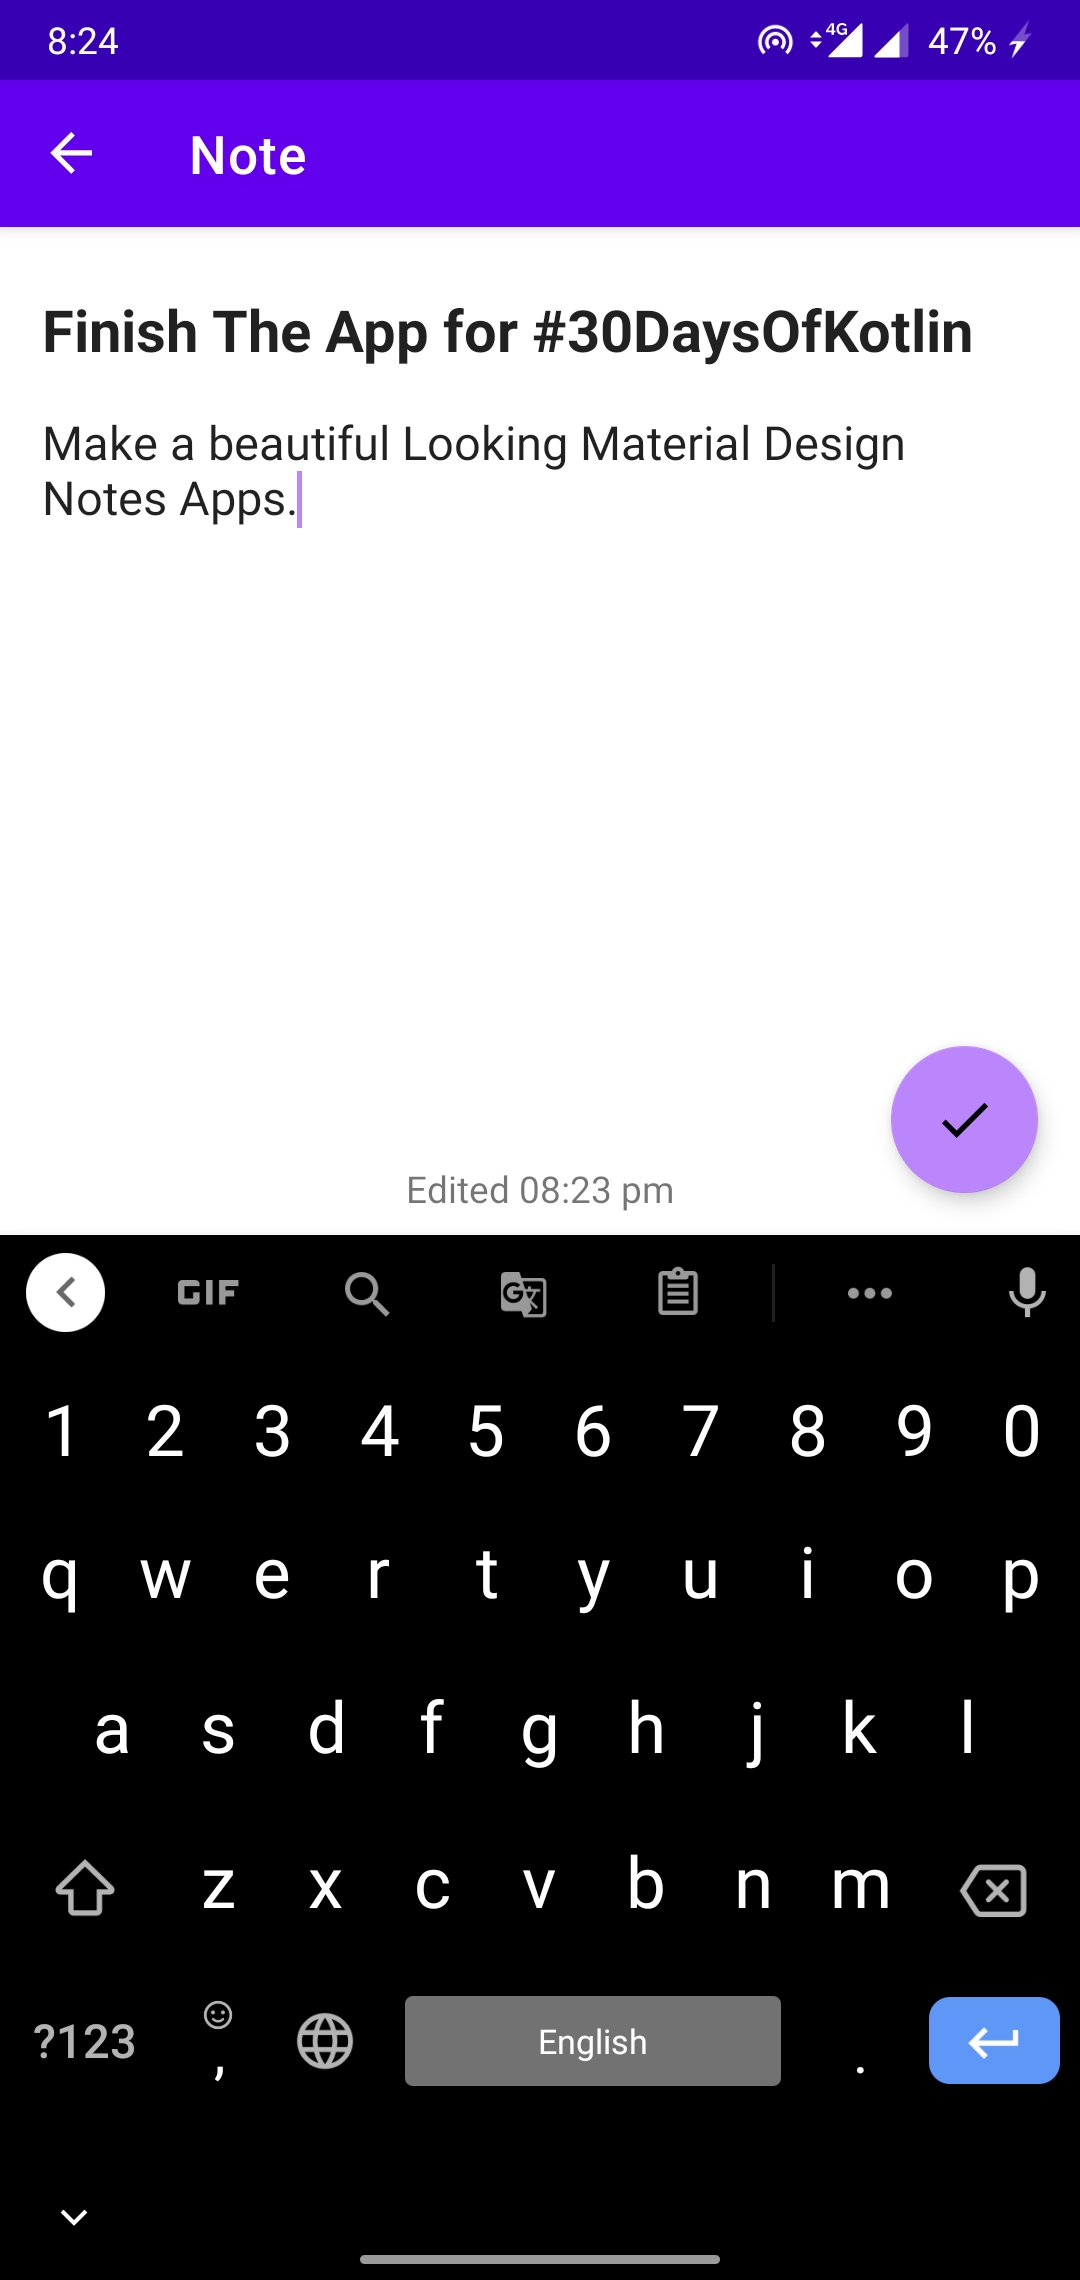 8:24 4G 47%
Note
Finish The App for #30DaysOfKotlin
Make a beautiful Looking Material Design
Notes Apps.
Edited 08:23 pm
GIF G 文
1 2 3 4 5 6 7 8 9 0
q w e r t y u i o p
a s d f g h j k l
z x c v b n m
?123 , English .